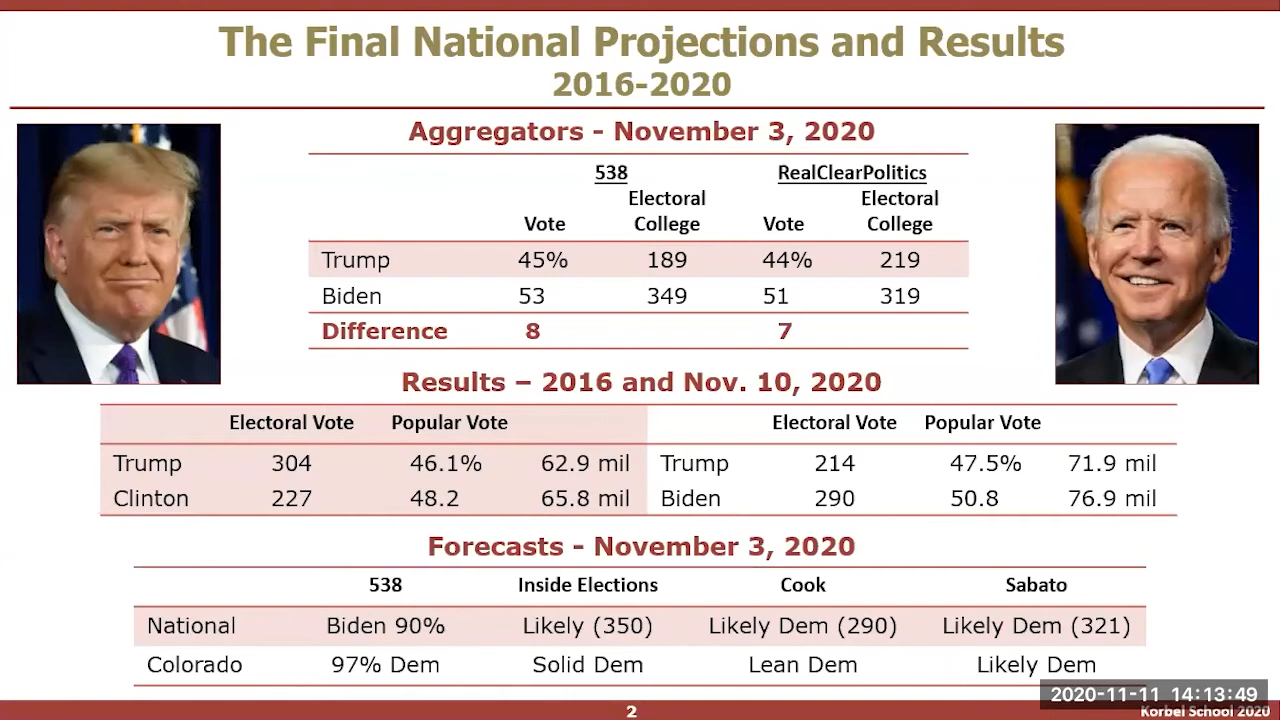 The Final National Projections and Results
2016-2020
Aggregators - November 3, 2020
538 RealClearPolitics
Electoral Electoral
Vote College Vote College
Trump 45% 189 44% 219
Biden 53 349 51 319
Difference 8 7
Results – 2016 and Nov. 10, 2020
Electoral Vote Popular Vote Electoral Vote Popular Vote
Trump 304 46.1% 62.9 mil Trump 214 47.5% 71.9 mil
Clinton 227 48.2 65.8 mil Biden 290 50.8 76.9 mil
Forecasts - November 3, 2020
538 Inside Elections Cook Sabato
National Biden 90% Likely (350) Likely Dem (290) Likely Dem (321)
Colorado 97% Dem Solid Dem Lean Dem Likely Dem
2020-11-11 14:13:49
2 Korbel School 2020